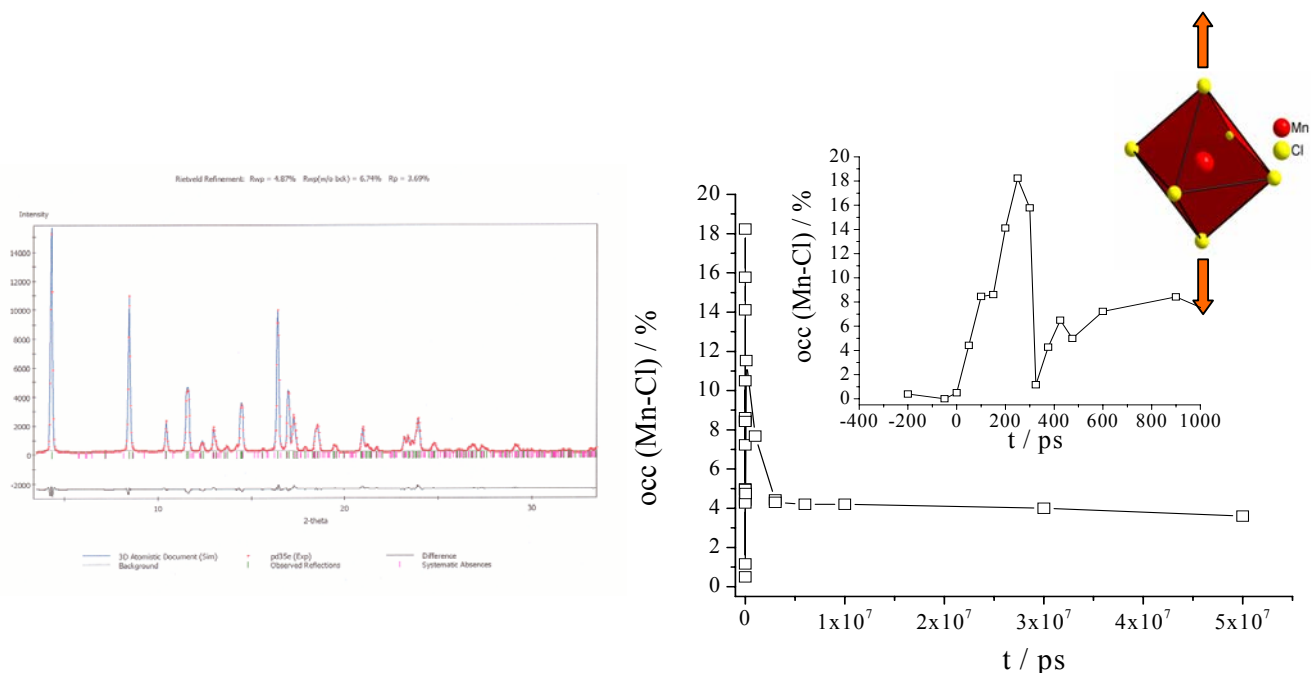 Rietveld Refinement: Rwp = 4.87% Rwp(w/o bck) = 6.74% Rp = 3.69%
Intensity
14000
12000
10000
8000
6000
4000
2000
0
-2000
10
20
30
2-theta
3D Atomistic Document (Sim)
pd35e (Exp)
Difference
Background
Observed Reflections
Systematic Absences
occ (Mn-Cl) / %
20
18
16
14
12
10
8
6
4
2
0
0
1x10⁷
2x10⁷
3x10⁷
4x10⁷
5x10⁷
t / ps
occ (Mn-Cl) / %
20
18
16
14
12
10
8
6
4
2
0
-400
-200
0
200
400
600
800
1000
t / ps
Mn
Cl